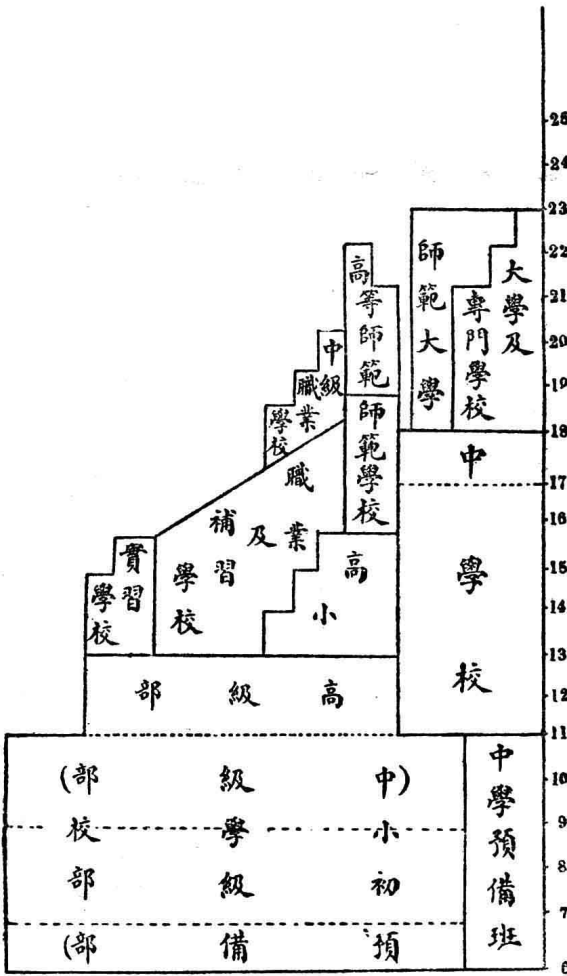 25
24
23
22
21
20
19
18
17
16
15
14
13
12
11
10
9
8
7
6
大學及
專門學校
師範大學
高等師範
師範學校
中級
職業
學校
中學校
職業
及
補習
學校
高小
實習
學校
高級部
中學預備班
中)級(部
小學校
初級部
預備(部